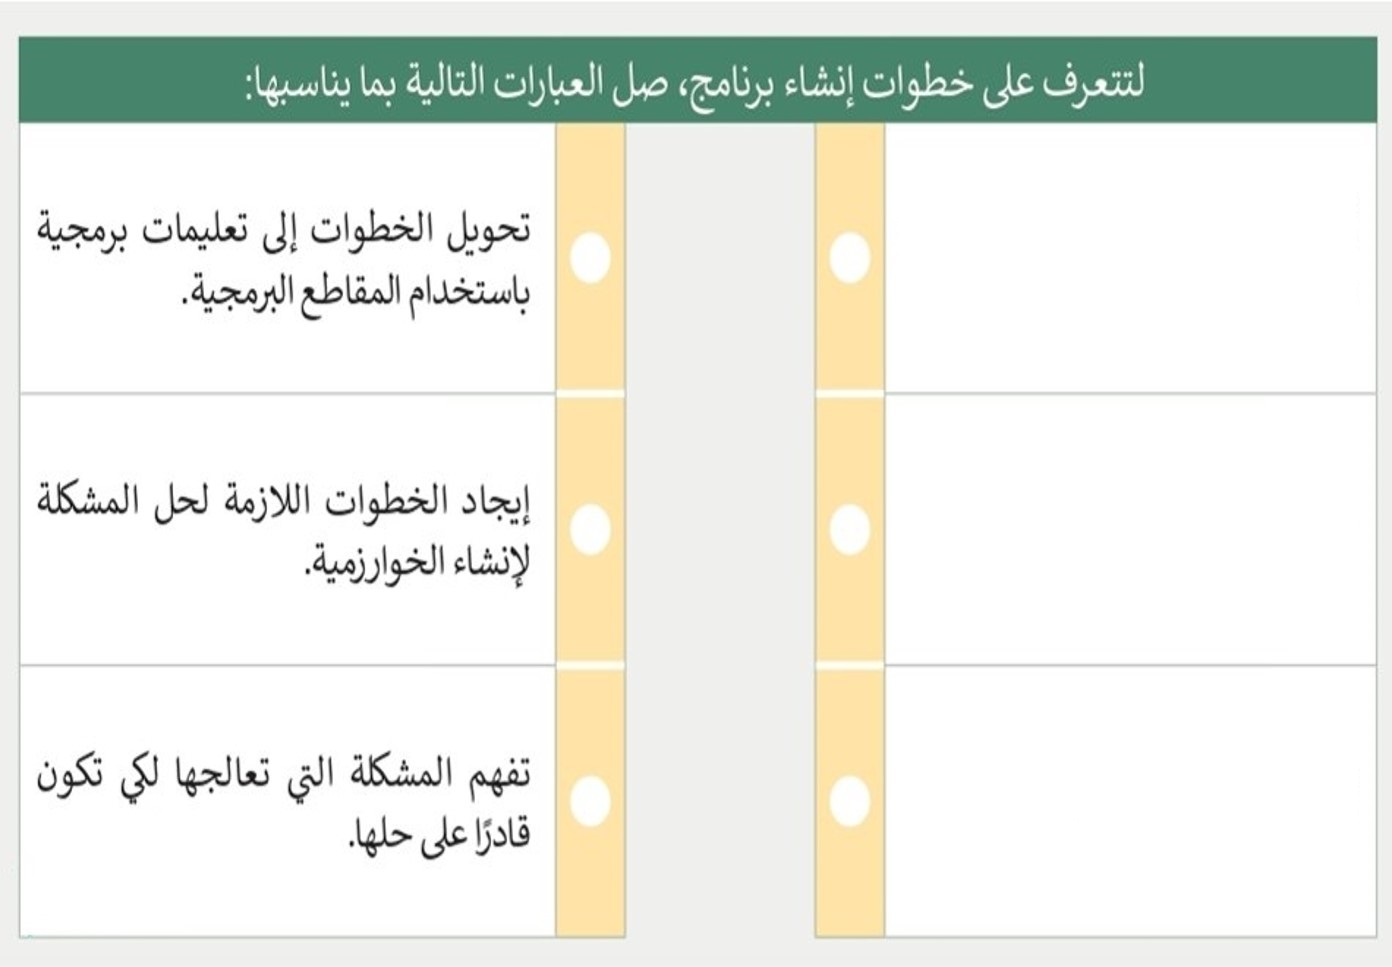 لتتعرف على خطوات إنشاء برنامج، صل العبارات التالية بما يناسبها:
تحويل الخطوات إلى تعليمات برمجية
باستخدام المقاطع البرمجية.
إيجاد الخطوات اللازمة لحل المشكلة
لإنشاء الخوارزمية.
تفهم المشكلة التي تعالجها لكي تكون
قادرًا على حلها.